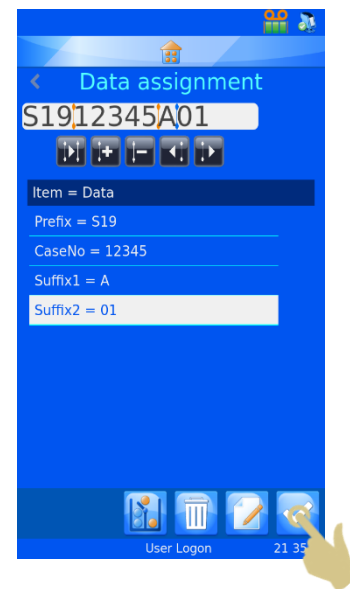 Data assignment
S1912345A01
Item = Data
Prefix = S19
CaseNo = 12345
Suffix1 = A
Suffix2 = 01
User Logon 21 35